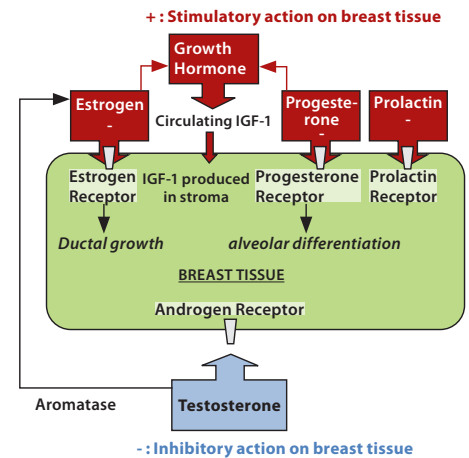 + : Stimulatory action on breast tissue
Growth
Hormone
Estrogen
-
Circulating IGF-1
Progeste-
rone
-
Prolactin
-
Estrogen
Receptor
IGF-1 produced
in stroma
Progesterone
Receptor
Prolactin
Receptor
Ductal growth
alveolar differentiation
BREAST TISSUE
Androgen Receptor
Aromatase
Testosterone
- : Inhibitory action on breast tissue